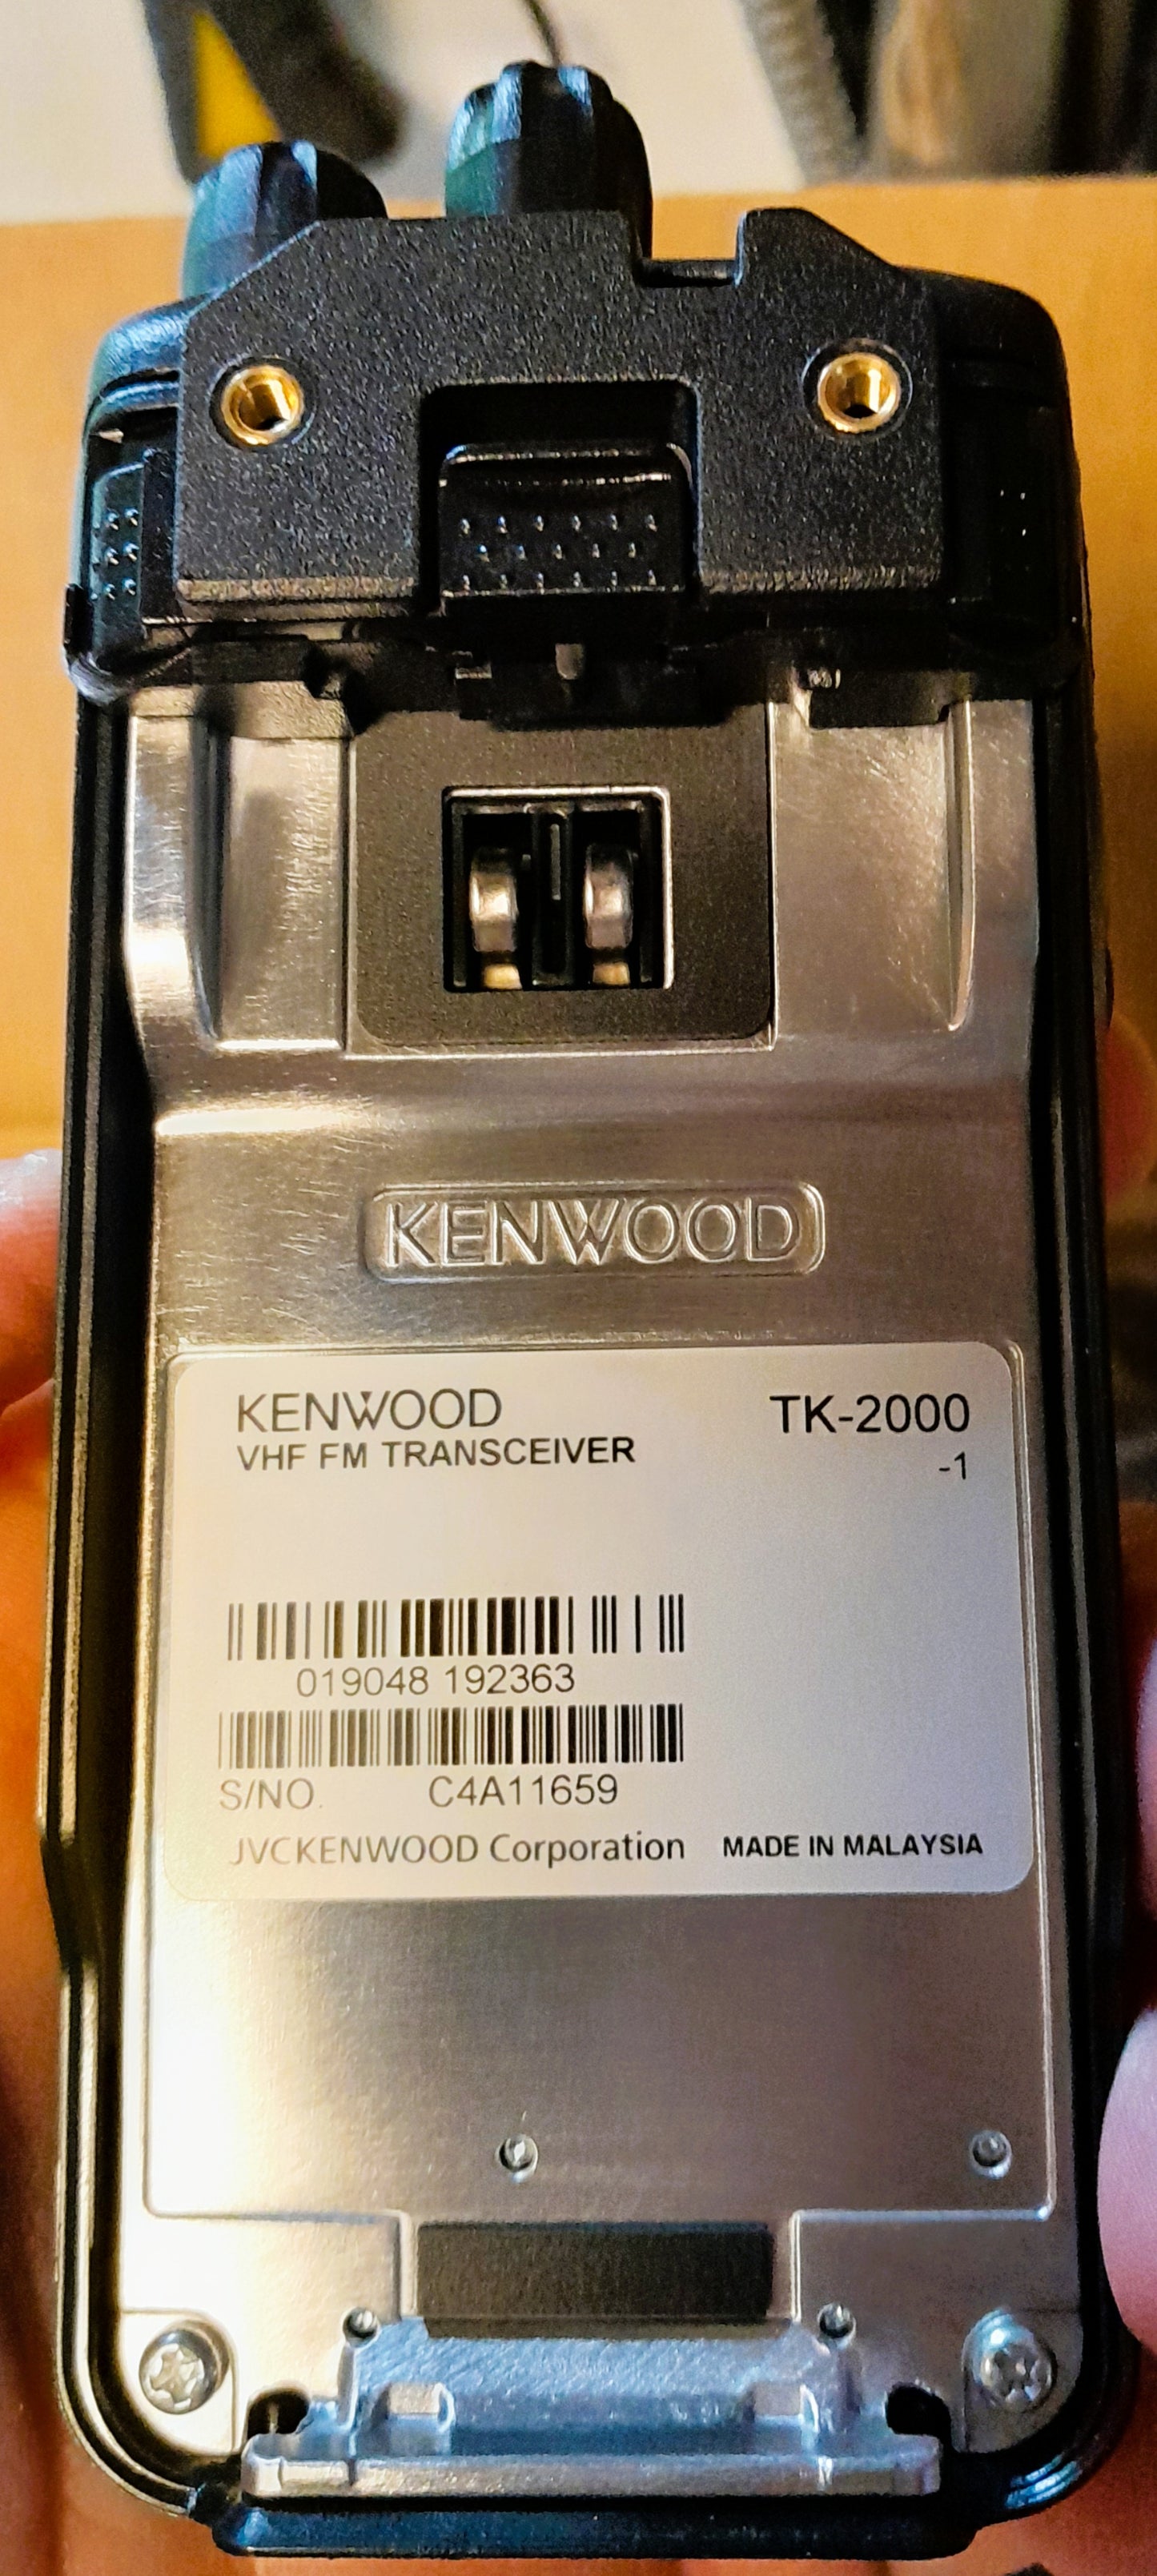 KENWOOD
KENWOOD TK-2000
VHF FM TRANSCEIVER -1
019048 192363
S/NO. C4A11659
JVCKENWOOD Corporation MADE IN MALAYSIA